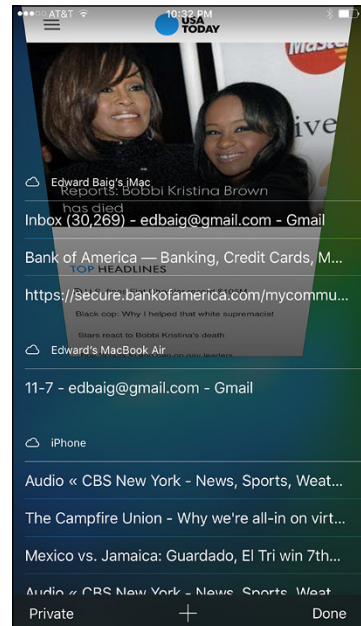 AT&T 10:32 PM
USA
TODAY
Master
ive
Edward Baig's iMac
Reports: Bobbi Kristina Brown
has died
Inbox (30,269) - edbaig@gmail.com - Gmail
Bank of America — Banking, Credit Cards, M...
TOP HEADLINES
https://secure.bankofamerica.com/mycommu...
Black cop: Why I helped that white supremacist
Stars react to Bobbi Kristina's death
Edward's MacBook Air
11-7 - edbaig@gmail.com - Gmail
iPhone
Audio « CBS New York - News, Sports, Weat...
The Campfire Union - Why we're all-in on virt...
Mexico vs. Jamaica: Guardado, El Tri win 7th...
Audio « CBS New York - News, Sports, Weat...
Private + Done